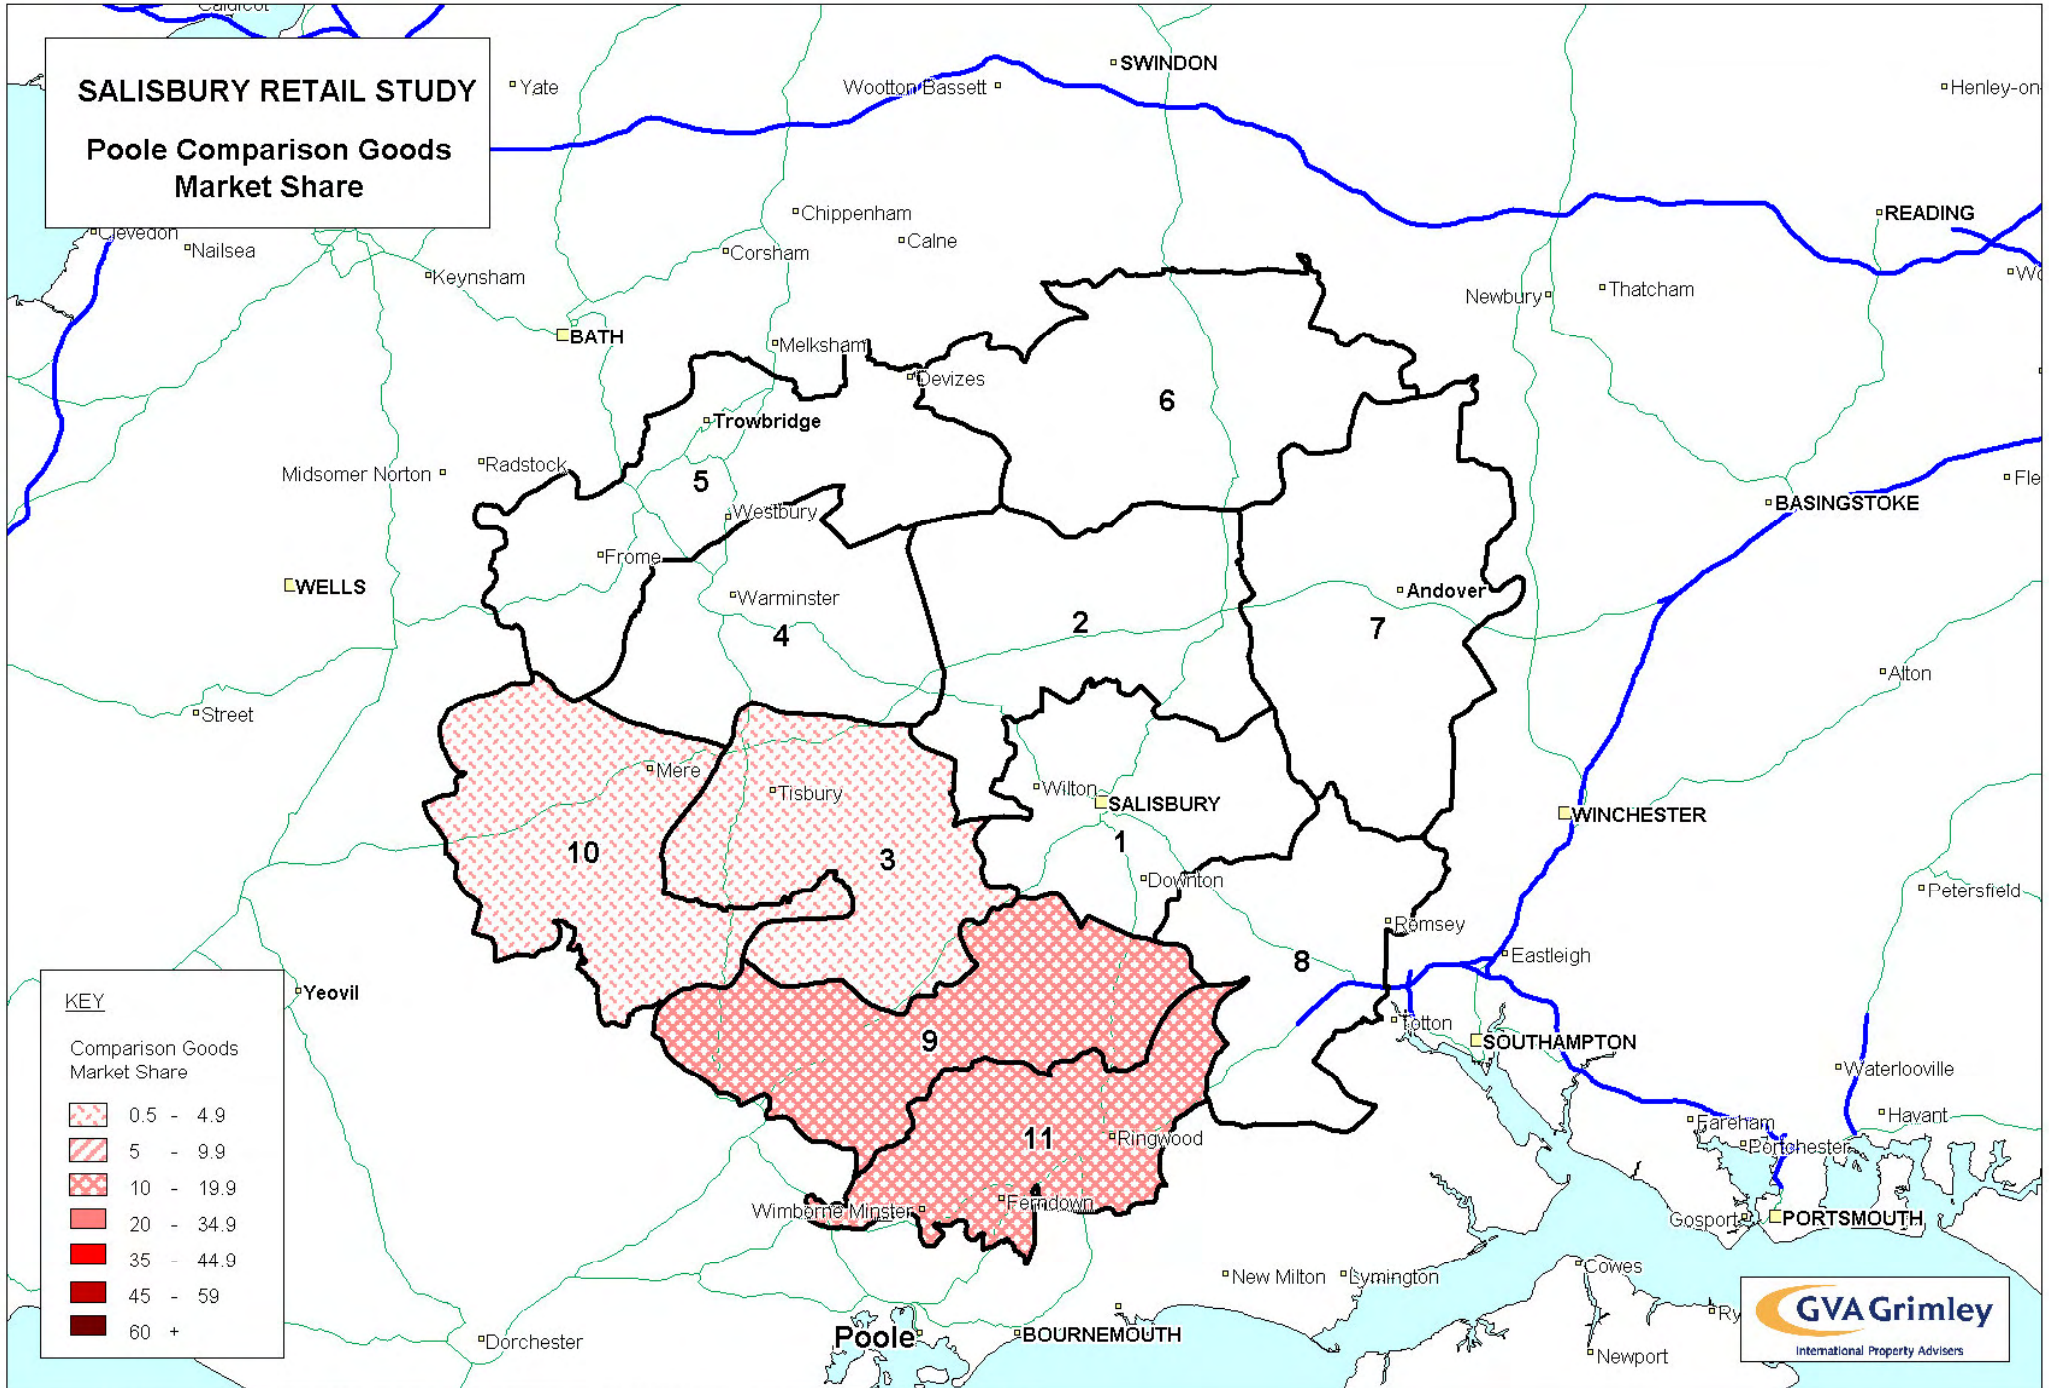 Caldicot
SALISBURY RETAIL STUDY
Poole Comparison Goods
Market Share
Yate
Wootton Bassett
SWINDON
Henley-on
Clevedon
Nailsea
Keynsham
Chippenham
Calne
Corsham
READING
Newbury
Thatcham
BATH
Melksham
Devizes
6
Trowbridge
Midsomer Norton
Radstock
5
Westbury
BASINGSTOKE
Fle
Frome
WELLS
Warminster
4
2
Andover
7
Alton
Street
Mere
Tisbury
Wilton
SALISBURY
WINCHESTER
10
3
1
Downton
Petersfield
Romsey
8
Eastleigh
Yeovil
Totton
9
SOUTHAMPTON
Waterlooville
Havant
Fareham
Portchester
11
Ringwood
Ferndown
Wimborne Minster
Gosport
PORTSMOUTH
New Milton
Lymington
Cowes
Ry
Poole
BOURNEMOUTH
Dorchester
Newport
KEY
Comparison Goods
Market Share
0.5 - 4.9
5 - 9.9
10 - 19.9
20 - 34.9
35 - 44.9
45 - 59
60 +
GVA Grimley
International Property Advisers